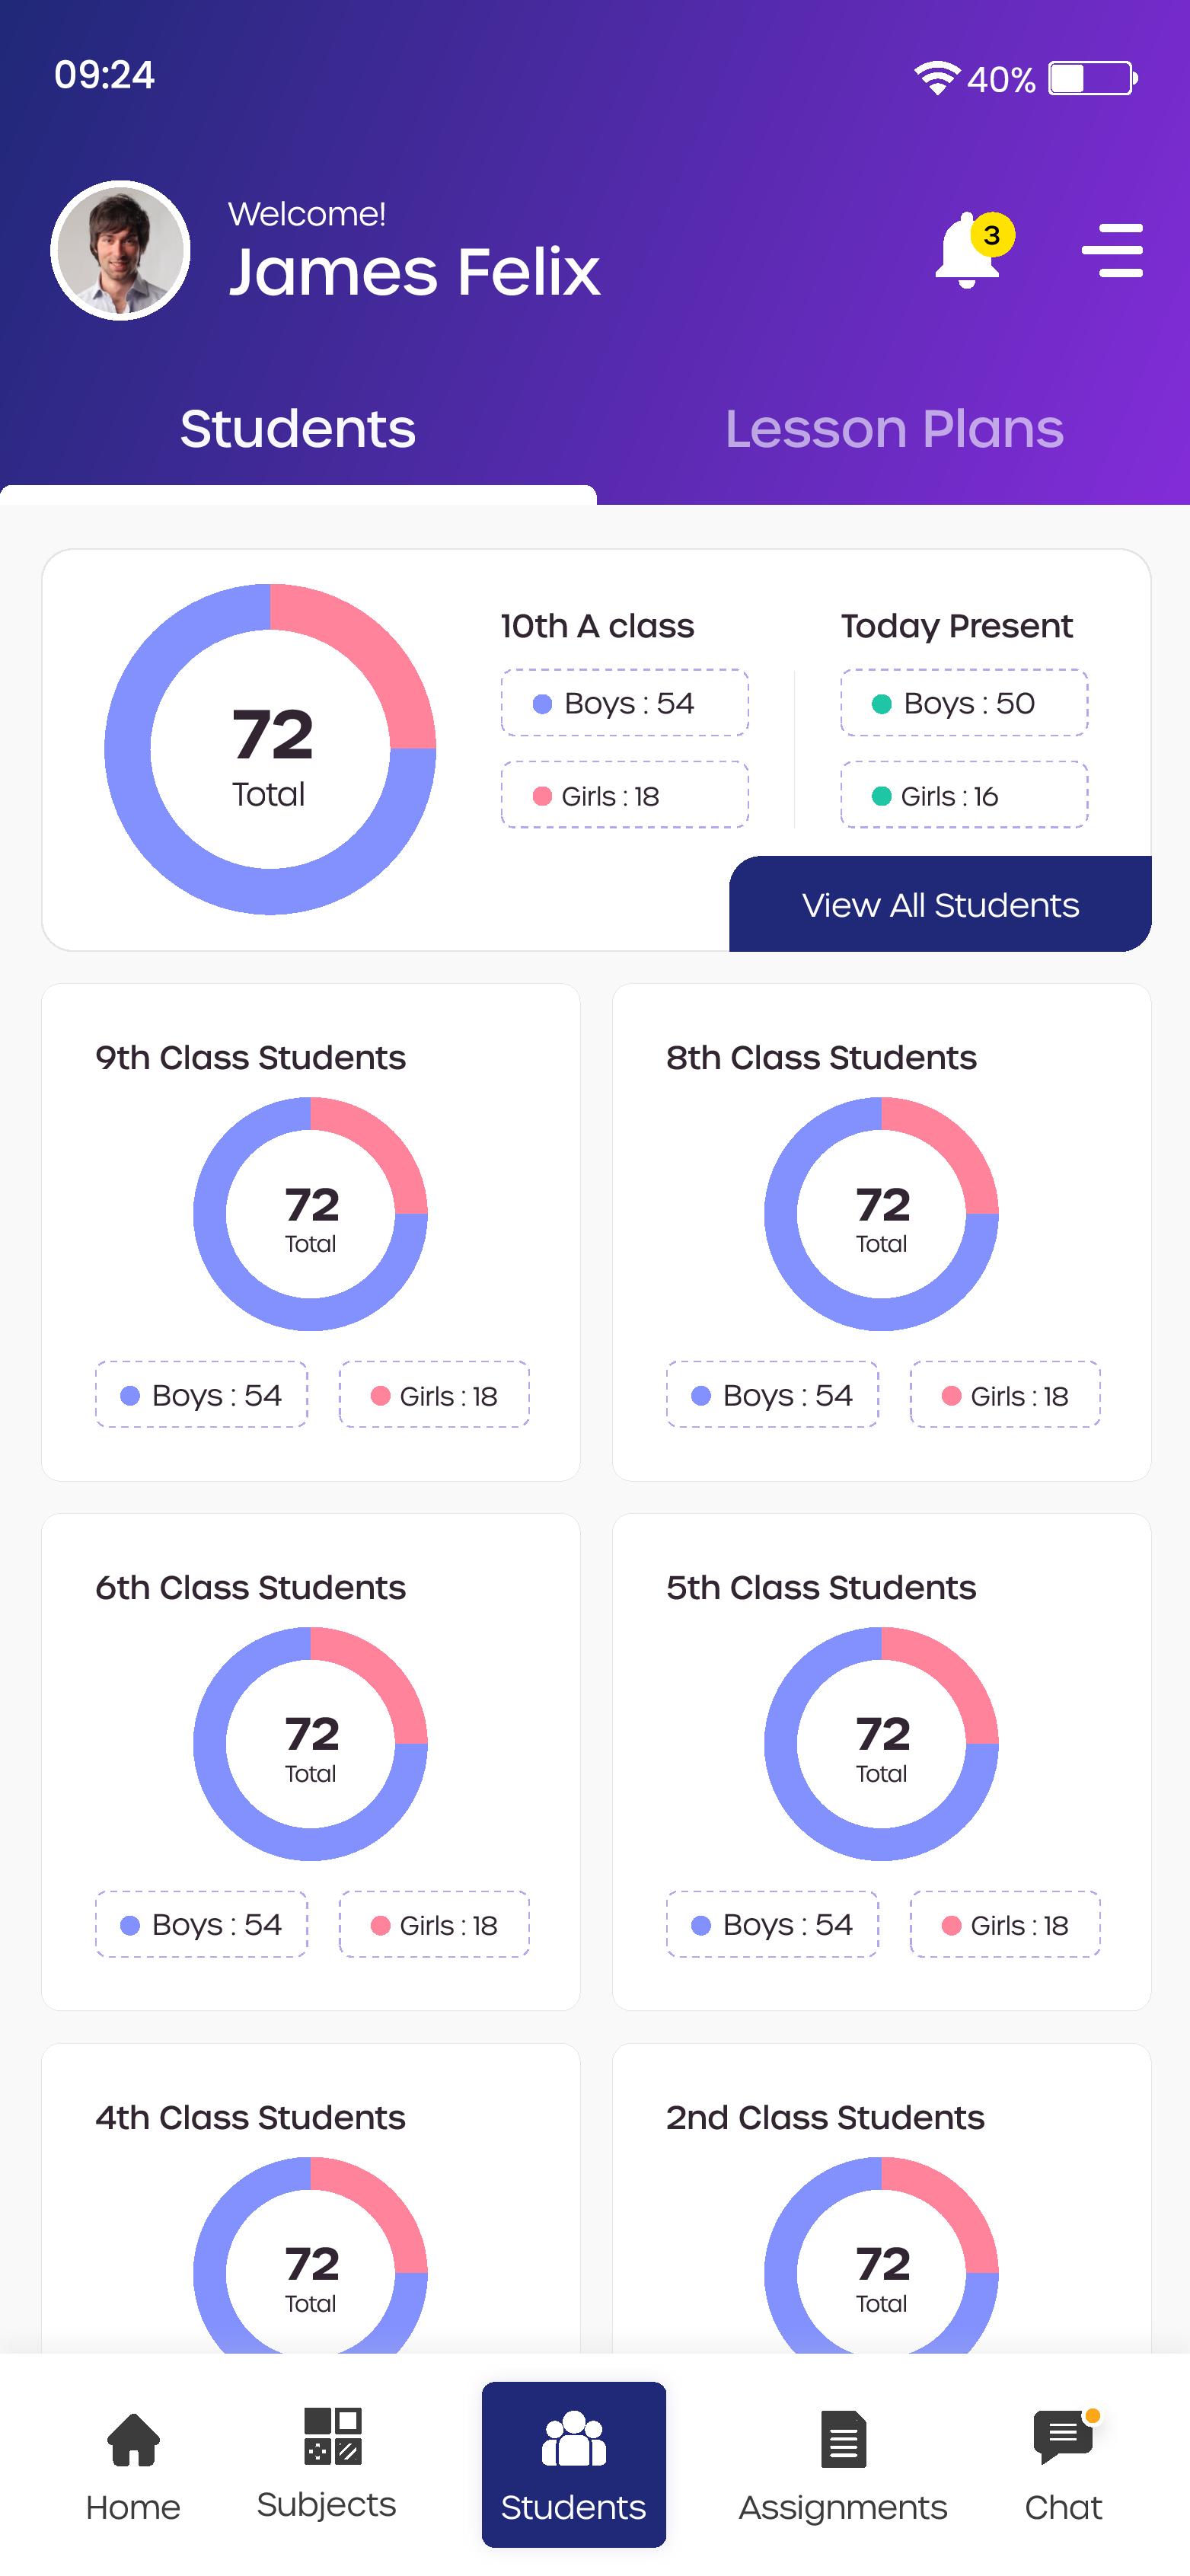 09:24
40%
Welcome!
James Felix
3
Students
Lesson Plans
72
Total
10th A class
Boys : 54
Girls : 18
Today Present
Boys : 50
Girls : 16
View All Students
9th Class Students
72
Total
Boys : 54
Girls : 18
8th Class Students
72
Total
Boys : 54
Girls : 18
6th Class Students
72
Total
Boys : 54
Girls : 18
5th Class Students
72
Total
Boys : 54
Girls : 18
4th Class Students
72
Total
2nd Class Students
72
Total
Home
Subjects
Students
Assignments
Chat